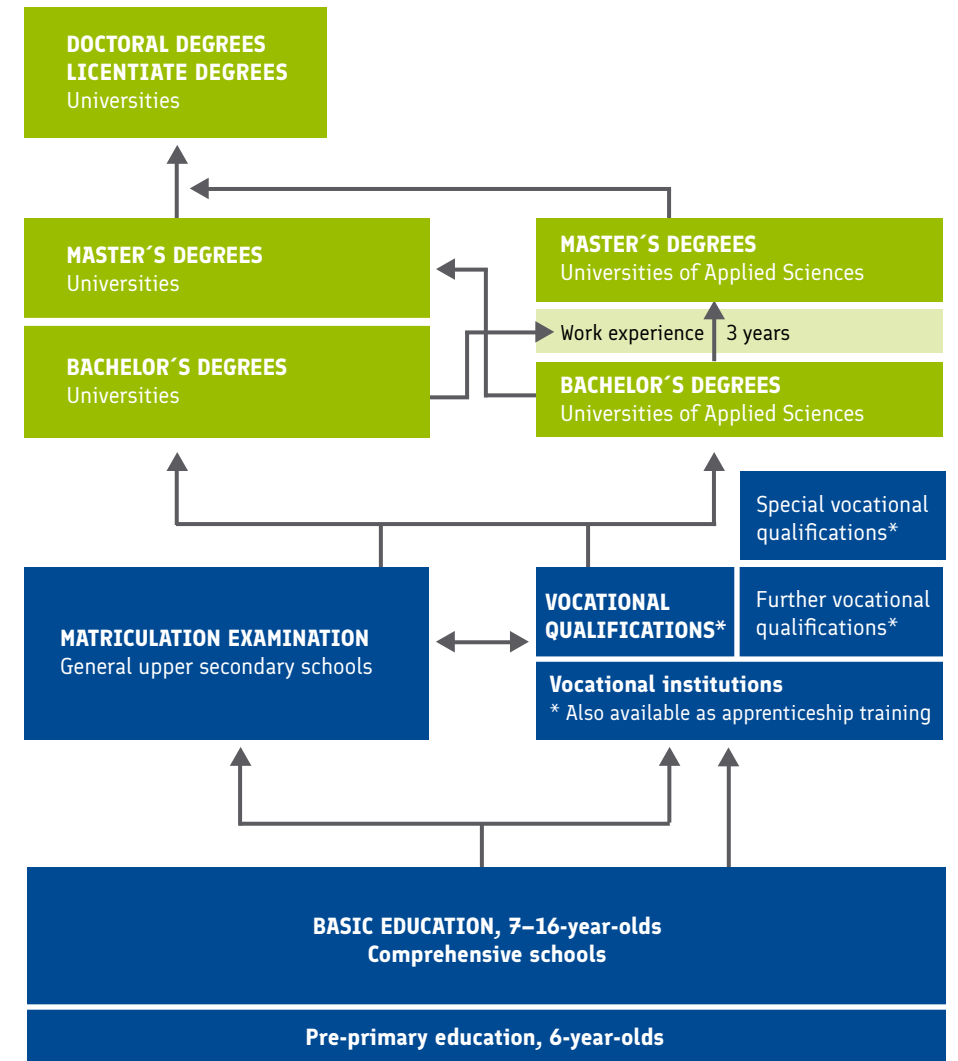 DOCTORAL DEGREES
LICENTIATE DEGREES
Universities
MASTER´S DEGREES
Universities
MASTER´S DEGREES
Universities of Applied Sciences
Work experience 3 years
BACHELOR´S DEGREES
Universities
BACHELOR´S DEGREES
Universities of Applied Sciences
Special vocational
qualifications*
MATRICULATION EXAMINATION
General upper secondary schools
VOCATIONAL
QUALIFICATIONS*
Further vocational
qualifications*
Vocational institutions
* Also available as apprenticeship training
BASIC EDUCATION, 7–16-year-olds
Comprehensive schools
Pre-primary education, 6-year-olds